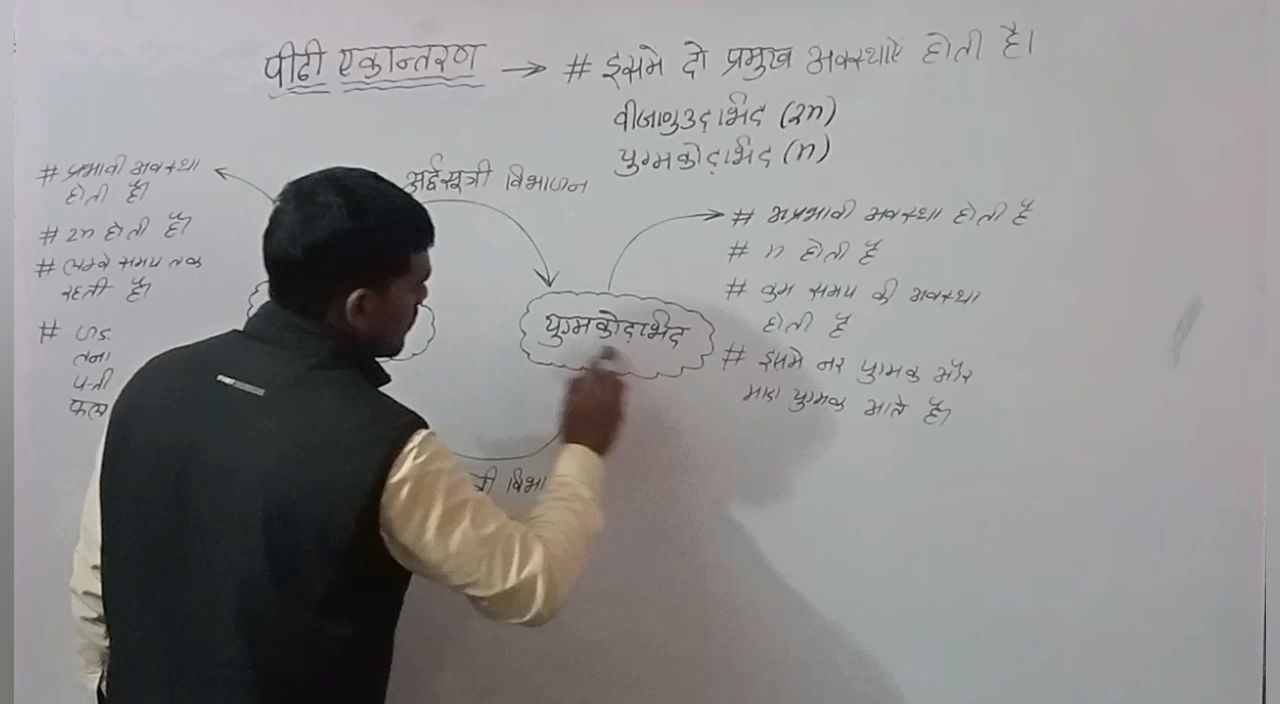 पीढी एकान्तरण → # इसमे दो प्रमुख अवस्थाऐ होती है।
वीजाणुउदाभिद (2n)
युग्मकोदाभिद (n)
# प्रभावी अवस्था
होती है।
# 2n होती है।
# लम्बे समय तक
रहती है।
# जड.
तना
पत्ती
फल
अर्द्धसूत्री विभाजन
युग्मकोदाभिद
त्री विभा
# अप्रभावी अवस्था होती है
# n होती है
# कम समय की अवस्था
होती है
# इसमे नर युग्मक और
मादा युग्मक आते है।